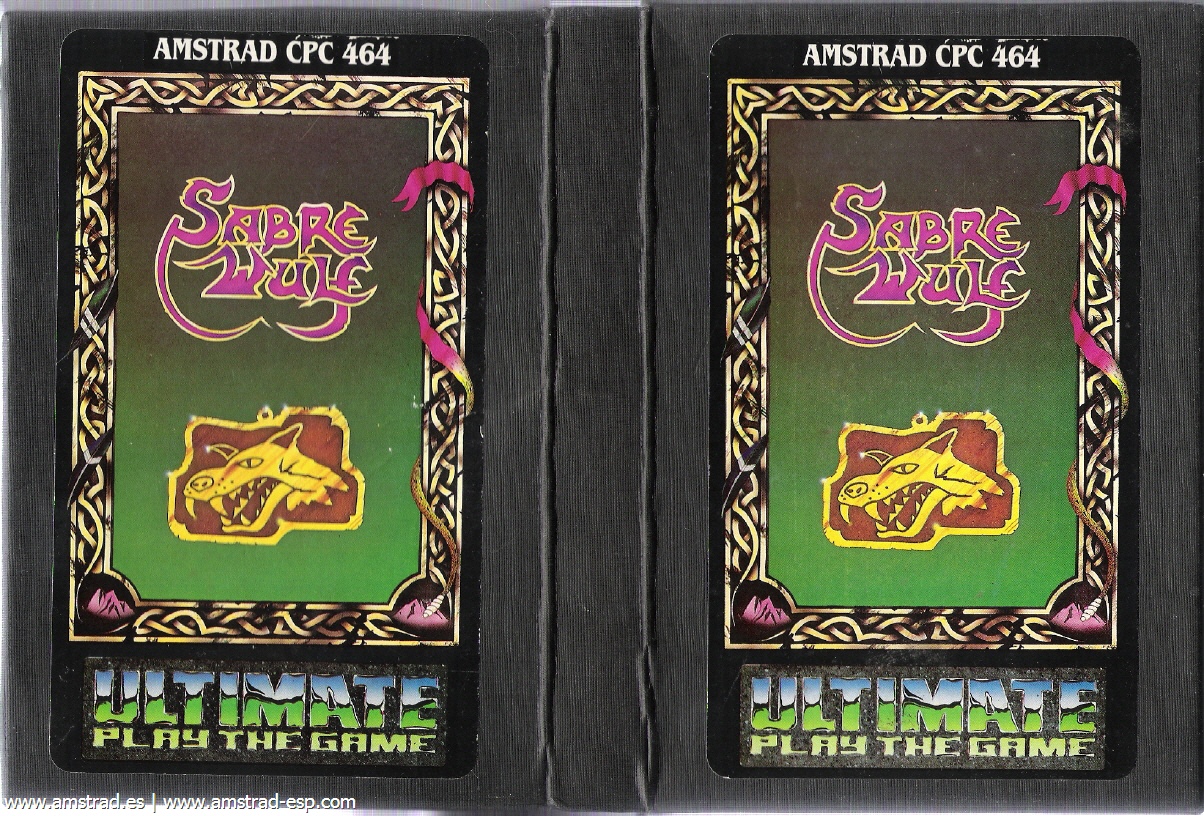 AMSTRAD CPC 464
SABRE
WULF
ULTIMATE
PLAY THE GAME
AMSTRAD CPC 464
SABRE
WULF
ULTIMATE
PLAY THE GAME
www.amstrad.es | www.amstrad-esp.com